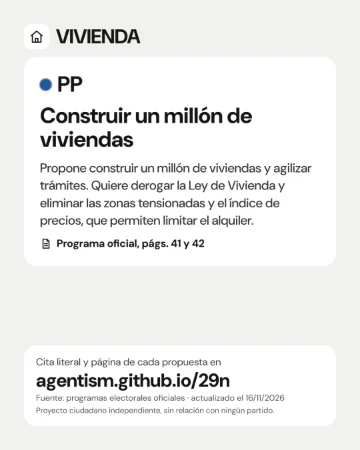 VIVIENDA
PP
Construir un millón de
viviendas
Propone construir un millón de viviendas y agilizar
trámites. Quiere derogar la Ley de Vivienda y
eliminar las zonas tensionadas y el índice de
precios, que permiten limitar el alquiler.
Programa oficial, págs. 41 y 42
Cita literal y página de cada propuesta en
agentism.github.io/29n
Fuente: programas electorales oficiales · actualizado el 16/11/2026
Proyecto ciudadano independiente, sin relación con ningún partido.